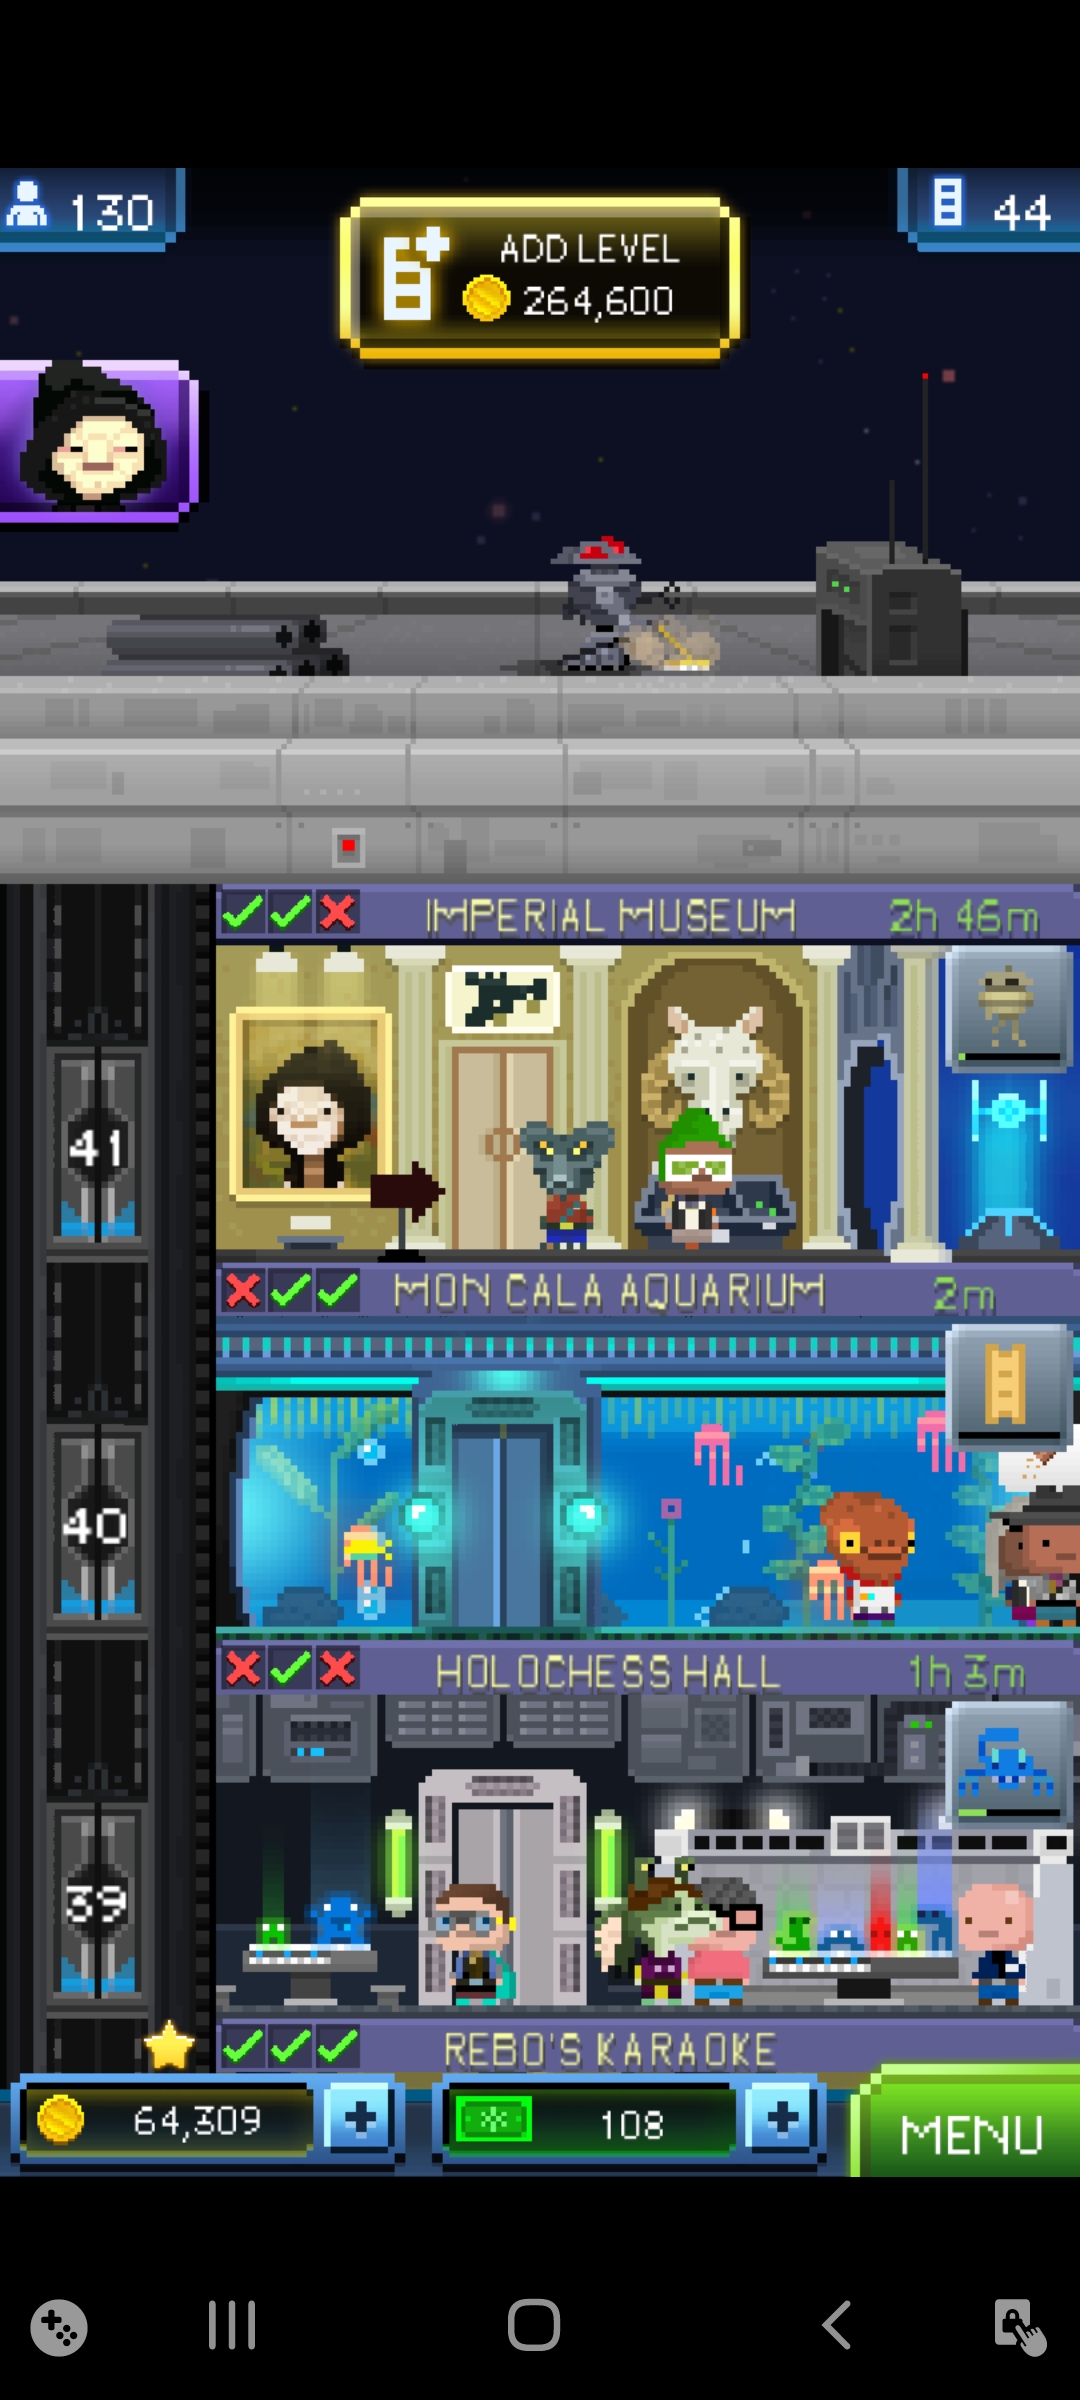 130
ADD LEVEL
264,600
44
IMPERIAL MUSEUM 2h 46m
41
MON CALA AQUARIUM 2m
40
HOLOCHESS HALL 1h 3m
39
REBO'S KARAOKE
64,309
108
MENU